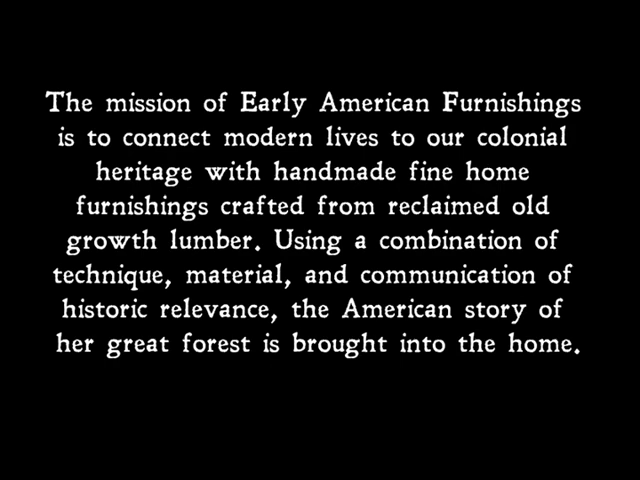 The mission of Early American Furnishings
is to connect modern lives to our colonial
heritage with handmade fine home
furnishings crafted from reclaimed old
growth lumber. Using a combination of
technique, material, and communication of
historic relevance, the American story of
her great forest is brought into the home.